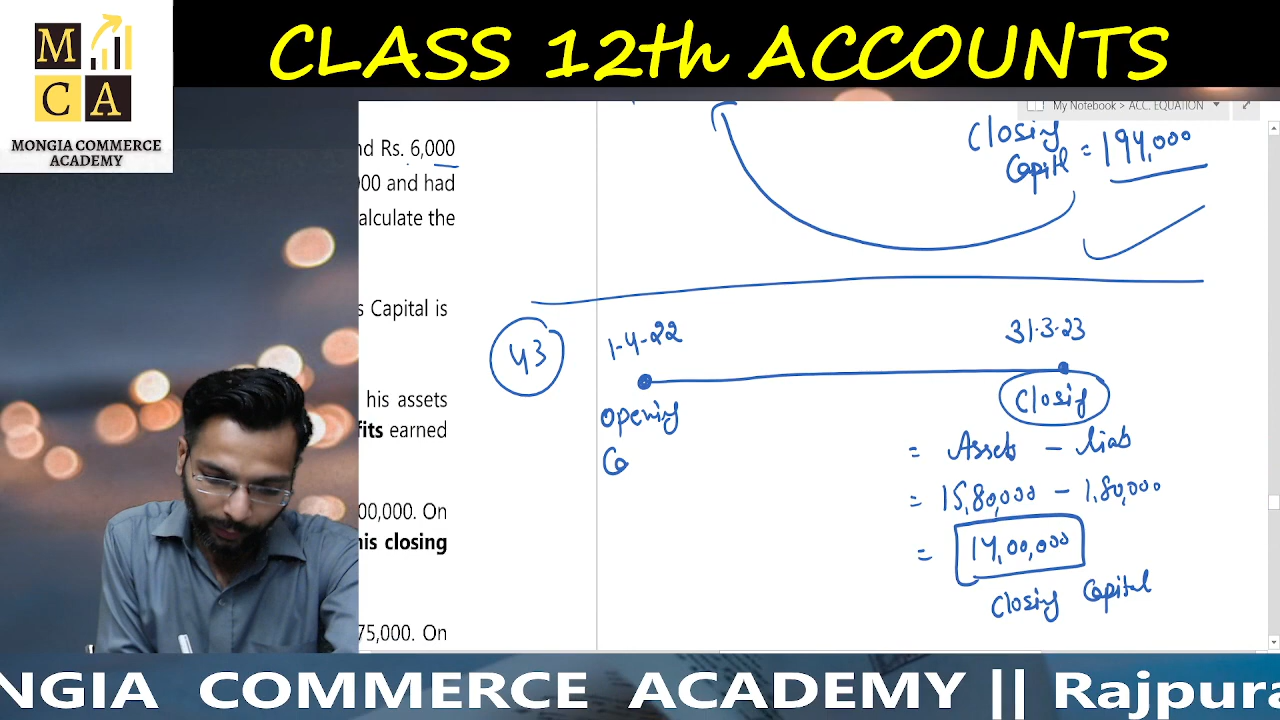 CLASS 12th ACCOUNTS
M
C A
MONGIA COMMERCE
ACADEMY
My Notebook > ACC. EQUATION
nd Rs. 6,000
000 and had
alculate the
s Capital is
his assets
fits earned
00,000. On
his closing
75,000. On
Closing
Capital = 194,000
43
1-4-22
31.3.23
Opening
Closing
= Assets - Liab
= 15,80,000 - 1,80,000
= 14,00,000
Closing Capital
NGIA COMMERCE ACADEMY || Rajpura